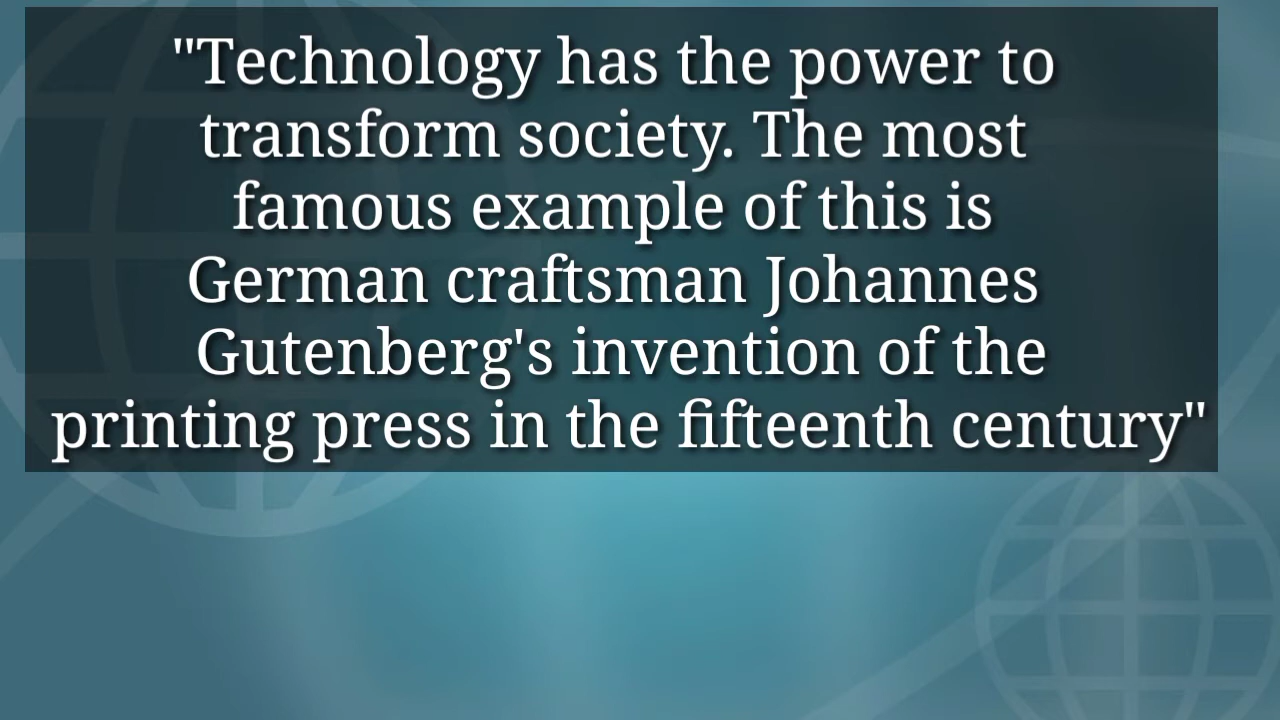 "Technology has the power to
transform society. The most
famous example of this is
German craftsman Johannes
Gutenberg's invention of the
printing press in the fifteenth century"